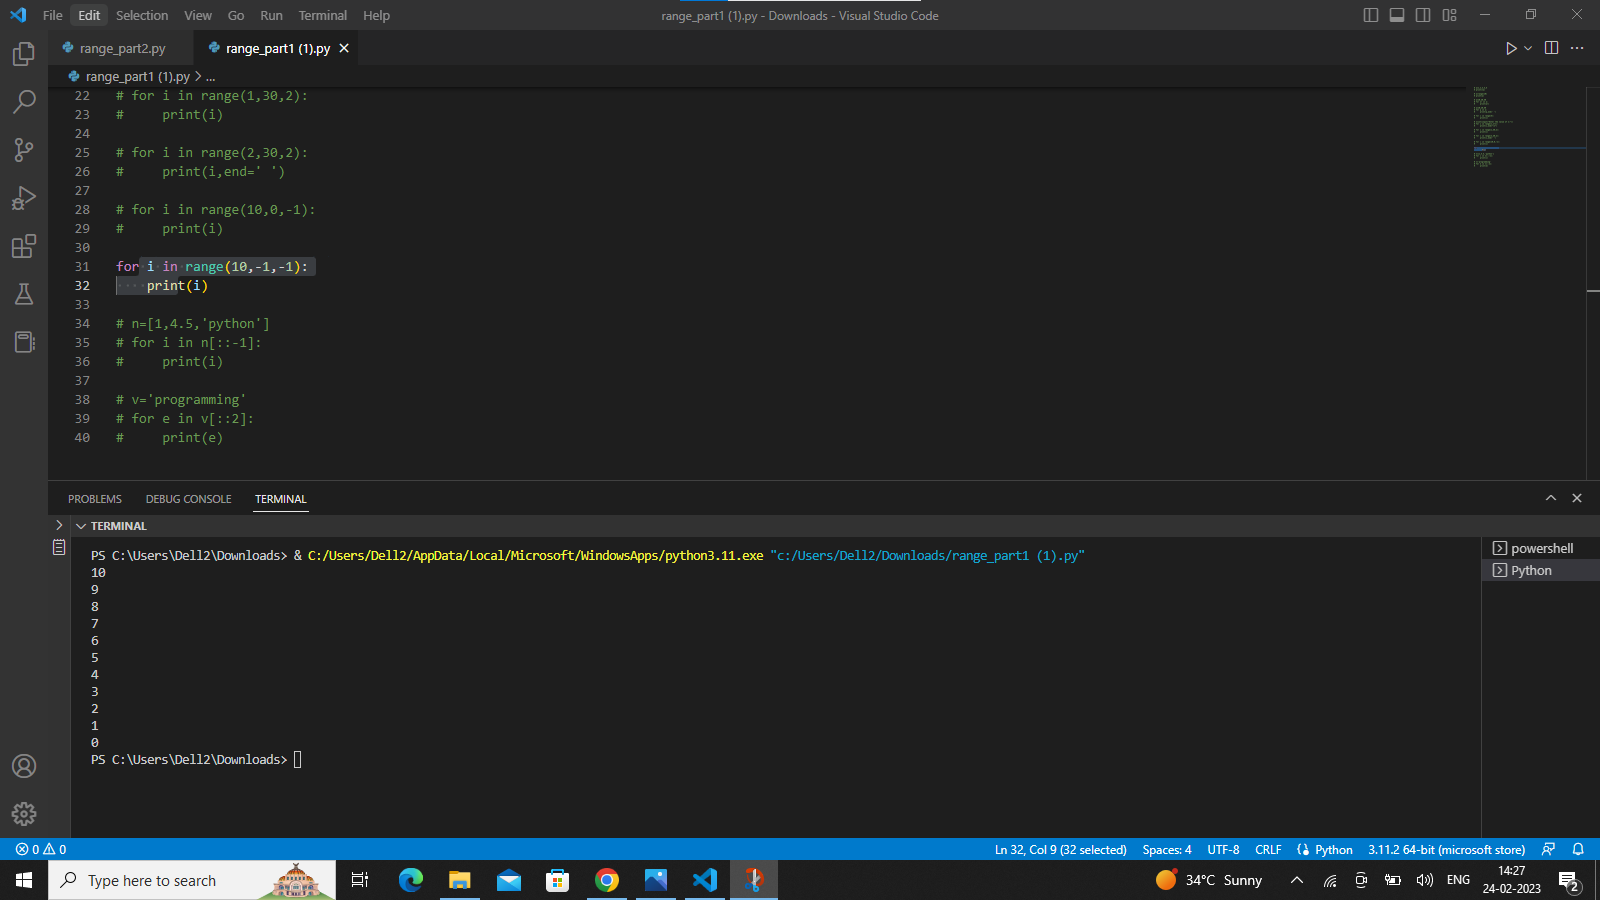 File Edit Selection View Go Run Terminal Help
range_part1 (1).py - Downloads - Visual Studio Code
range_part2.py
range_part1 (1).py
range_part1 (1).py > ...
22 # for i in range(1,30,2):
23 #     print(i)
24
25 # for i in range(2,30,2):
26 #     print(i,end=' ')
27
28 # for i in range(10,0,-1):
29 #     print(i)
30
31 for i in range(10,-1,-1):
32     print(i)
33
34 # n=[1,4.5,'python']
35 # for i in n[::-1]:
36 #     print(i)
37
38 # v='programming'
39 # for e in v[::2]:
40 #     print(e)
PROBLEMS DEBUG CONSOLE TERMINAL
TERMINAL
PS C:\Users\Dell2\Downloads> & C:/Users/Dell2/AppData/Local/Microsoft/WindowsApps/python3.11.exe "c:/Users/Dell2/Downloads/range_part1 (1).py"
10
9
8
7
6
5
4
3
2
1
0
PS C:\Users\Dell2\Downloads>
powershell
Python
0 0
Ln 32, Col 9 (32 selected) Spaces: 4 UTF-8 CRLF Python 3.11.2 64-bit (microsoft store)
Type here to search
34°C Sunny
ENG
14:27
24-02-2023
2